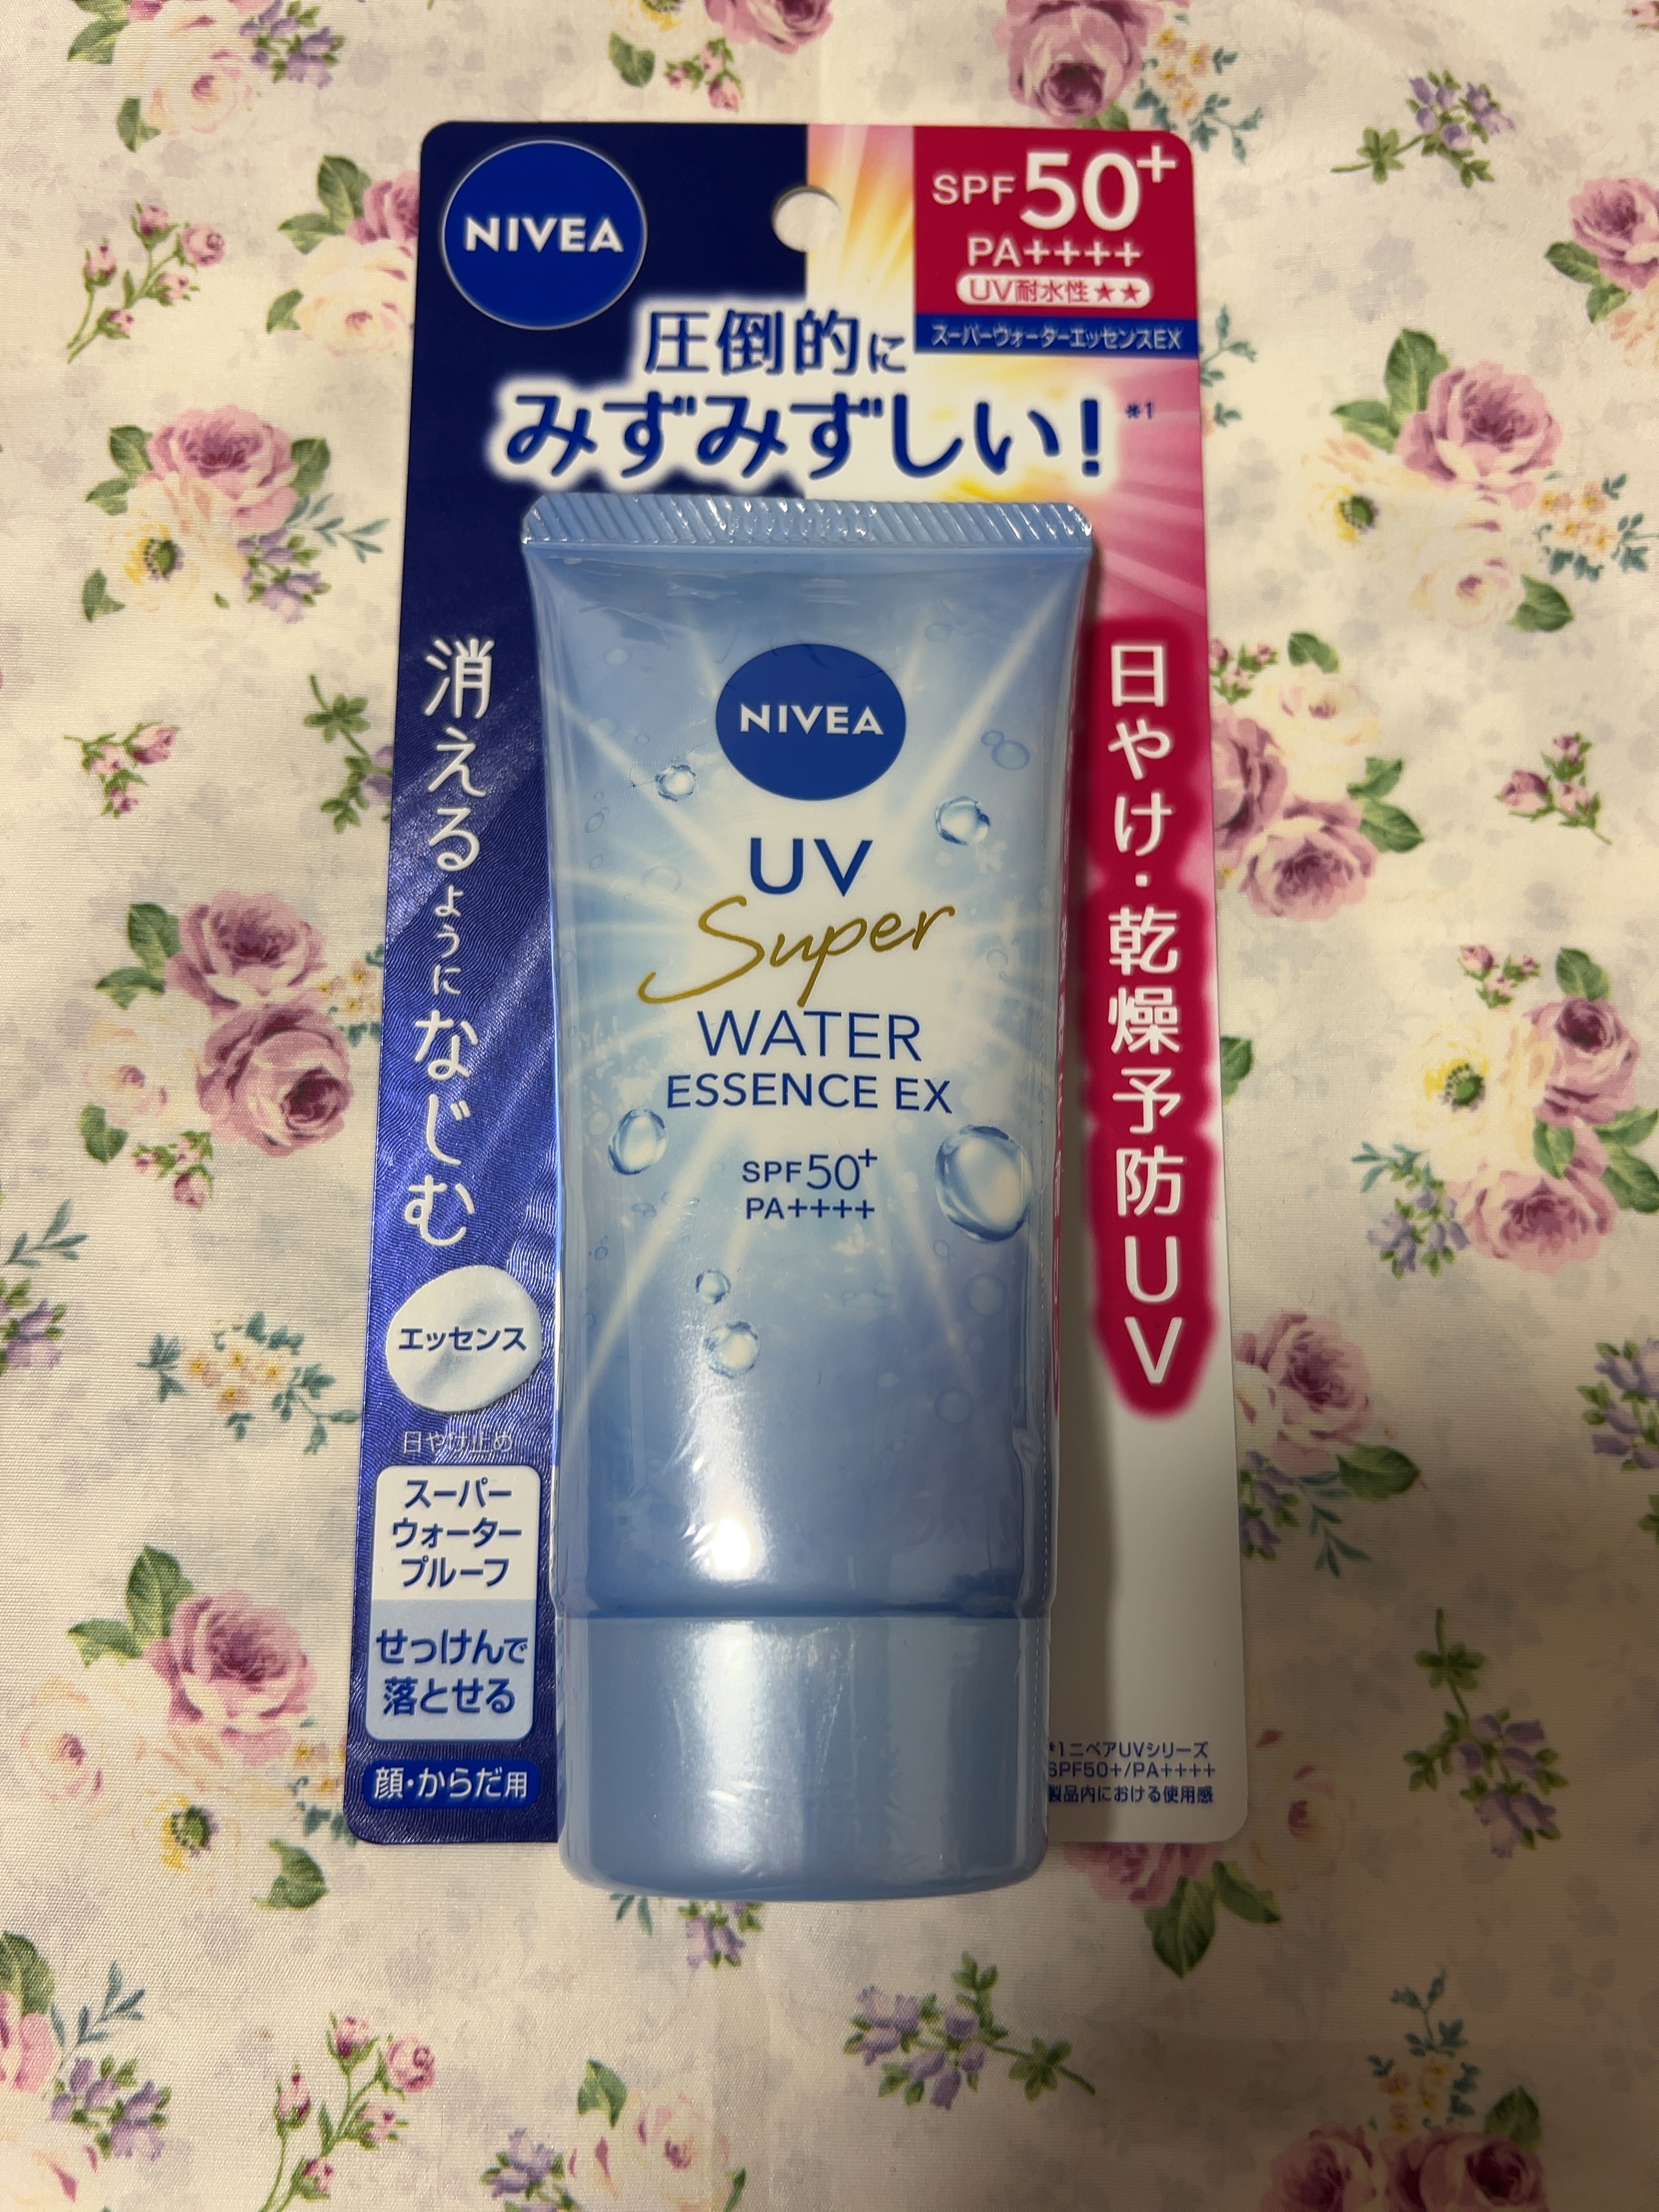 NIVEA
SPF50+
PA++++
UV耐水性★★
スーパーウォーターエッセンスEX
圧倒的に
みずみずしい!*1
消えるようになじむ
エッセンス
日やけ止め
スーパー
ウォーター
プルーフ
せっけんで
落とせる
顔・からだ用
NIVEA
UV
Super
WATER
ESSENCE EX
SPF50+
PA++++
日やけ・乾燥予防UV
*1ニベアUVシリーズ
SPF50+/PA++++
製品内における使用感